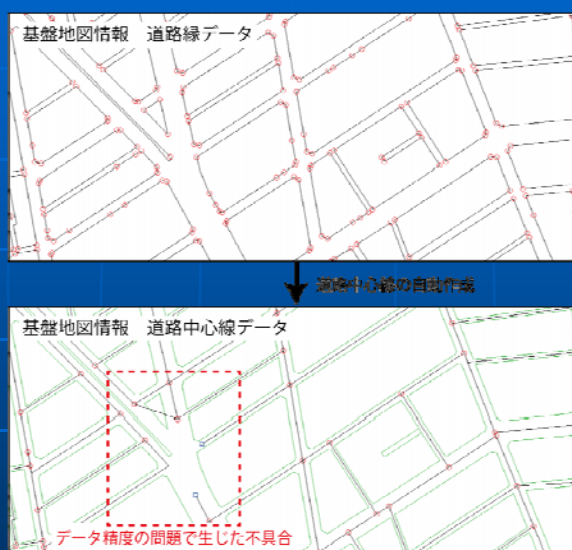 基盤地図情報 道路縁データ
道路中心線の自動作成
基盤地図情報 道路中心線データ
データ精度の問題で生じた不具合